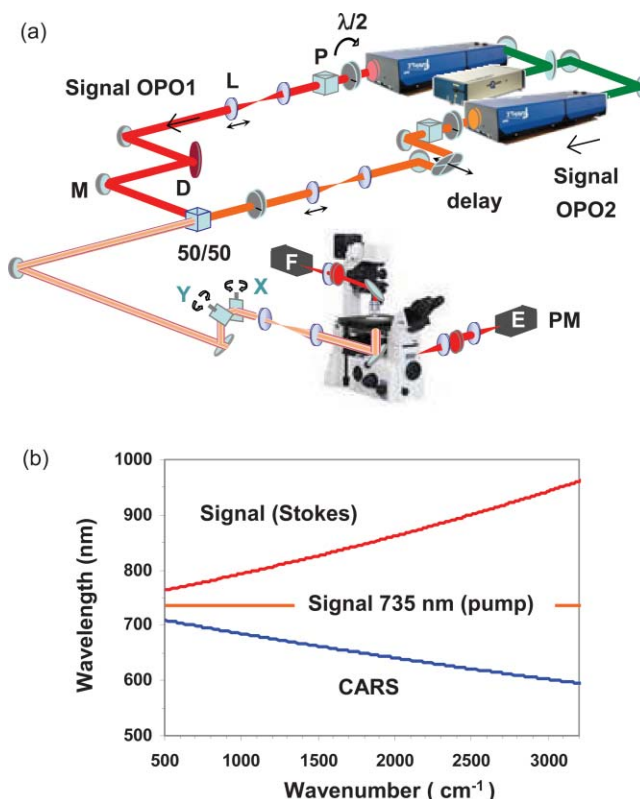 (a)
λ/2
P
L
Signal OPO1
M
D
delay
Signal
OPO2
50/50
F
Y
X
E
PM
(b)
1000
900
800
700
600
500
Wavelength (nm)
Signal (Stokes)
Signal 735 nm (pump)
CARS
500
1000
1500
2000
2500
3000
Wavenumber ( cm⁻¹)